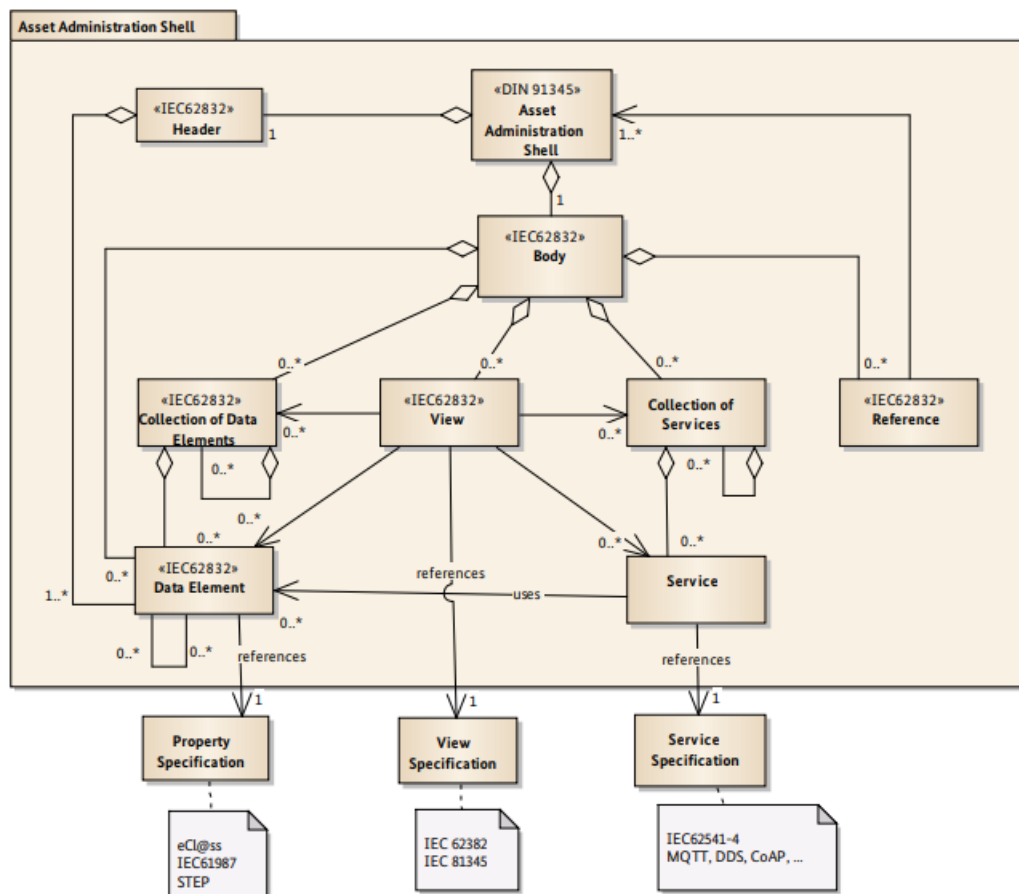 Asset Administration Shell
«IEC62832»
Header
1
«DIN 91345»
Asset
Administration
Shell
1..*
1
«IEC62832»
Body
0..*
0..*
0..*
0..*
«IEC62832»
Collection of Data
Elements
0..*
«IEC62832»
View
0..*
Collection of
Services
«IEC62832»
Reference
0..*
0..*
0..*
0..*
0..*
0..*
«IEC62832»
Data Element
0..*
1..*
0..*
0..*
0..*
references
uses
Service
references
references
1
1
1
Property
Specification
View
Specification
Service
Specification
eCl@ss
IEC61987
STEP
IEC 62382
IEC 81345
IEC62541-4
MQTT, DDS, CoAP, ...